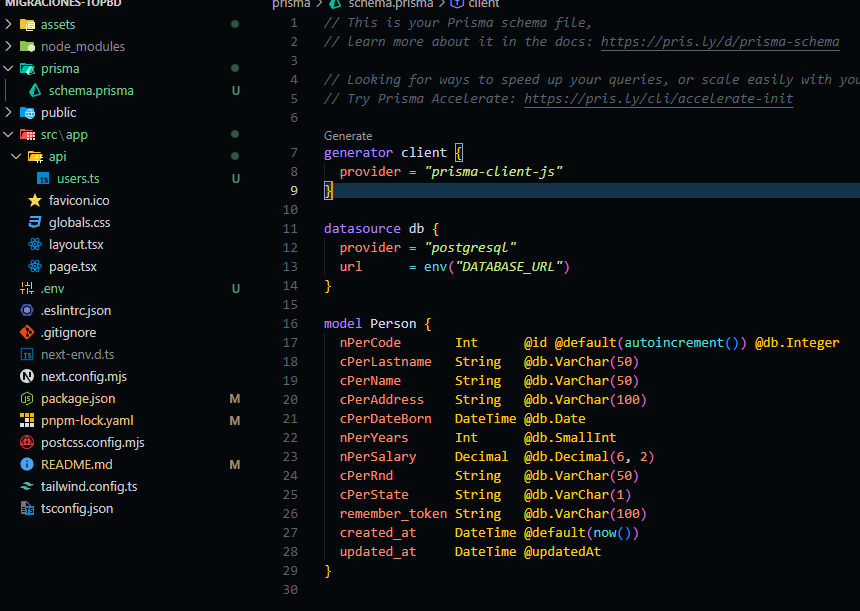 MIGRACIONES-TOPBD
assets
node_modules
prisma
schema.prisma U
public
src\app
api
users.ts U
favicon.ico
globals.css
layout.tsx
page.tsx
.env U
.eslintrc.json
.gitignore
next-env.d.ts
next.config.mjs
package.json M
pnpm-lock.yaml M
postcss.config.mjs
README.md M
tailwind.config.ts
tsconfig.json
prisma > schema.prisma > client
1 // This is your Prisma schema file,
2 // learn more about it in the docs: https://pris.ly/d/prisma-schema
3
4 // Looking for ways to speed up your queries, or scale easily with you
5 // Try Prisma Accelerate: https://pris.ly/cli/accelerate-init
6
Generate
7 generator client {
8 provider = "prisma-client-js"
9 }
10
11 datasource db {
12 provider = "postgresql"
13 url = env("DATABASE_URL")
14 }
15
16 model Person {
17 nPerCode Int @id @default(autoincrement()) @db.Integer
18 cPerLastname String @db.VarChar(50)
19 cPerName String @db.VarChar(50)
20 cPerAddress String @db.VarChar(100)
21 cPerDateBorn DateTime @db.Date
22 nPerYears Int @db.SmallInt
23 nPerSalary Decimal @db.Decimal(6, 2)
24 cPerRnd String @db.VarChar(50)
25 cPerState String @db.VarChar(1)
26 remember_token String @db.VarChar(100)
27 created_at DateTime @default(now())
28 updated_at DateTime @updatedAt
29 }
30